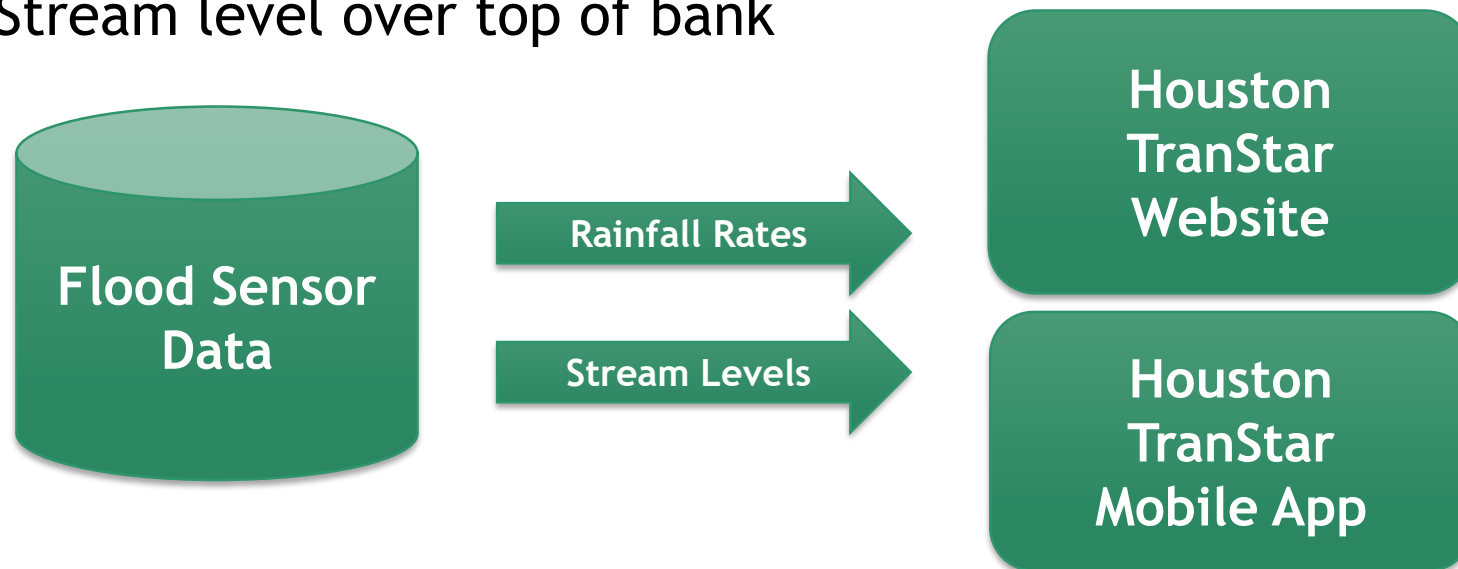 Stream level over top of bank
Flood Sensor
Data
Rainfall Rates
Stream Levels
Houston
TranStar
Website
Houston
TranStar
Mobile App